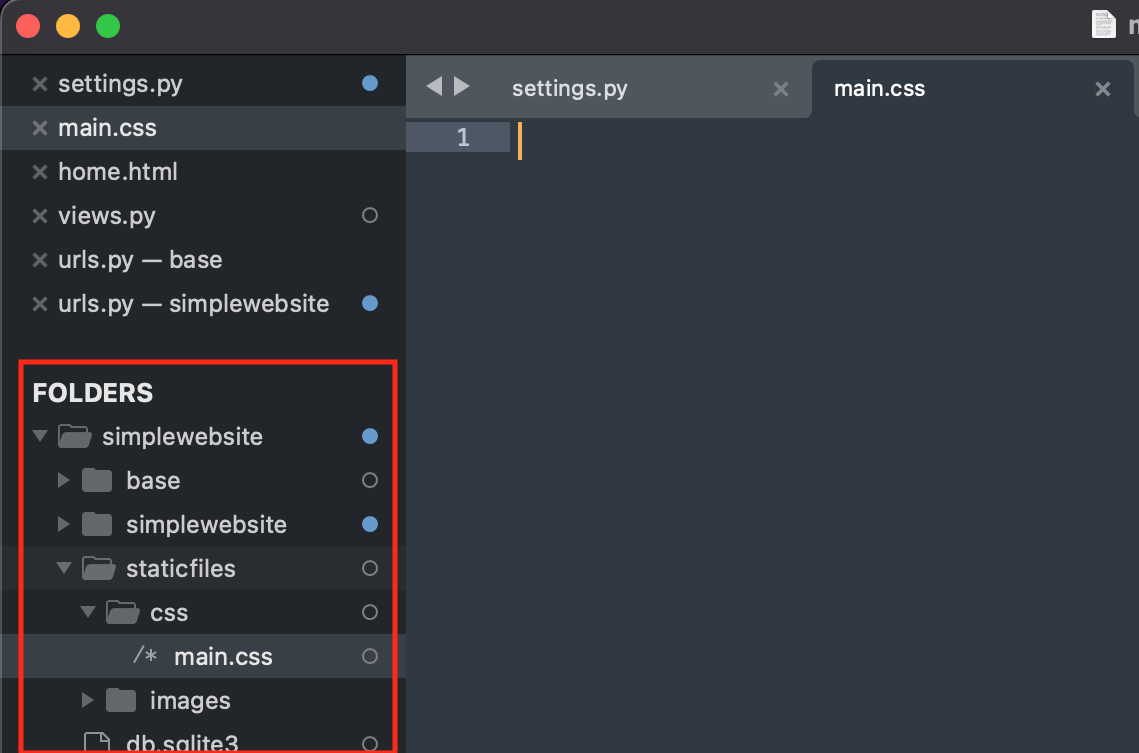 settings.py
main.css
home.html
views.py
urls.py — base
urls.py — simplewebsite
FOLDERS
simplewebsite
base
simplewebsite
staticfiles
css
/* main.css
images
db.sqlite3
settings.py
main.css
1